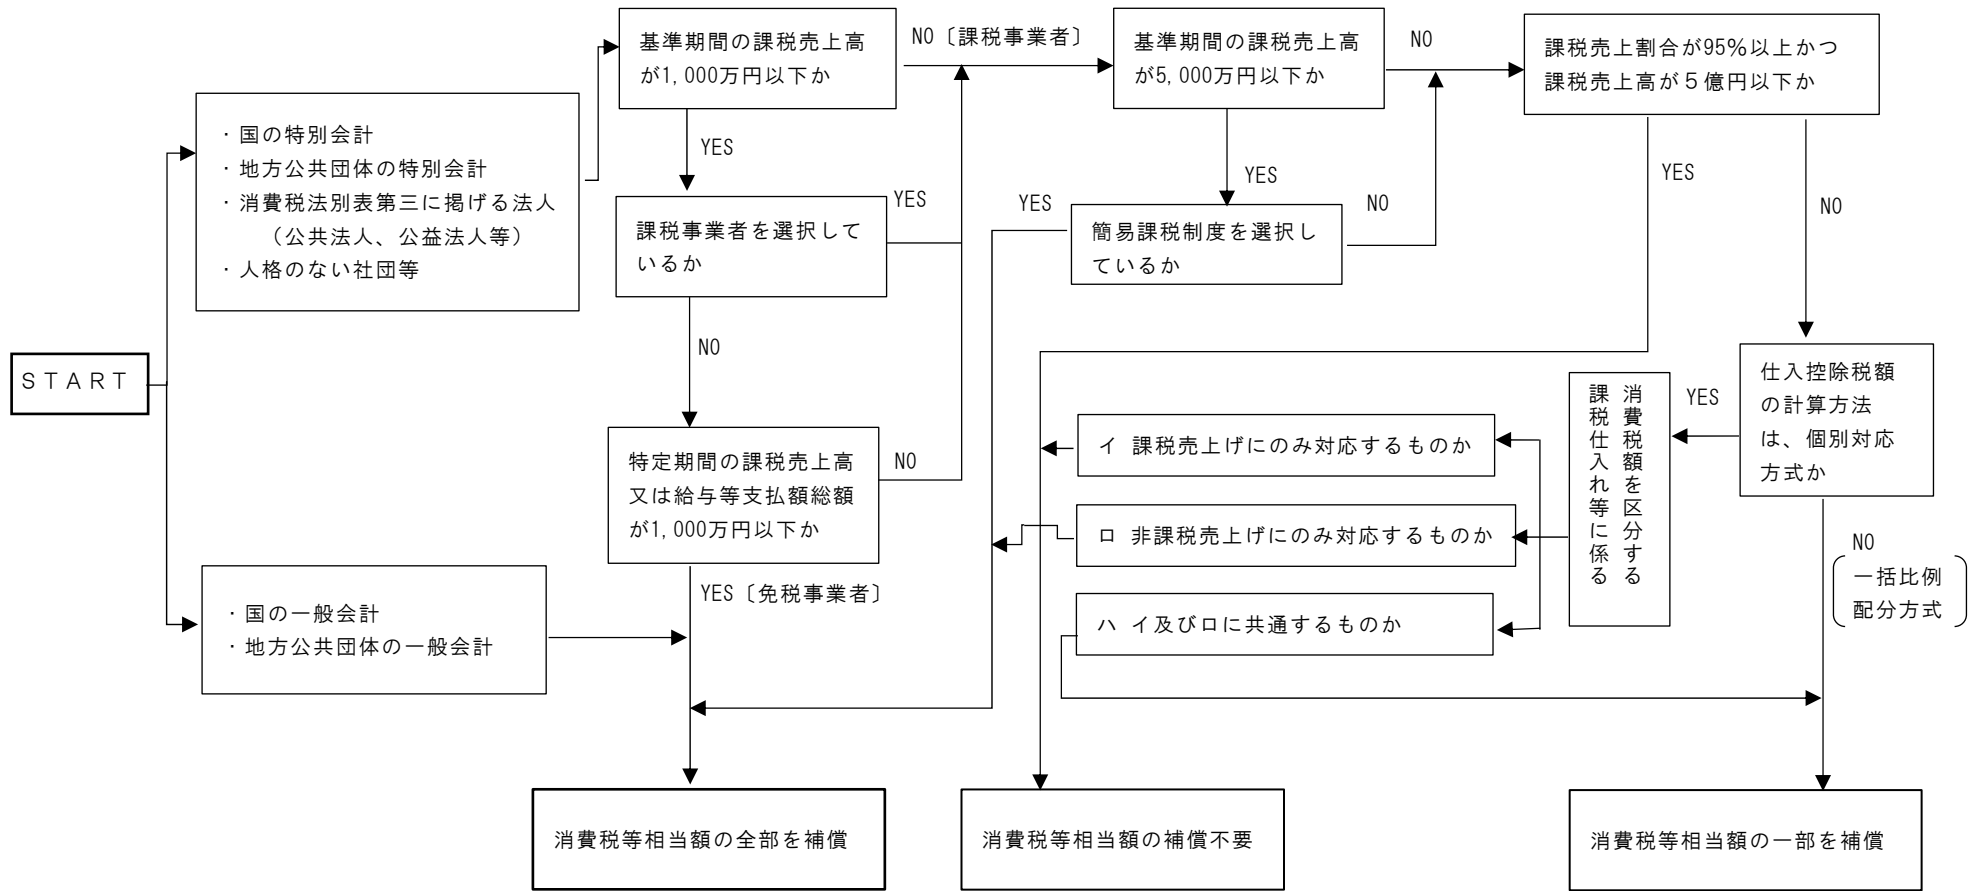 START
・国の特別会計
・地方公共団体の特別会計
・消費税法別表第三に掲げる法人
（公共法人、公益法人等）
・人格のない社団等
・国の一般会計
・地方公共団体の一般会計
基準期間の課税売上高
が1,000万円以下か
NO〔課税事業者〕
YES
課税事業者を選択して
いるか
YES
NO
特定期間の課税売上高
又は給与等支払額総額
が1,000万円以下か
NO
YES〔免税事業者〕
基準期間の課税売上高
が5,000万円以下か
NO
YES
簡易課税制度を選択し
ているか
YES
NO
課税売上割合が95%以上かつ
課税売上高が５億円以下か
YES
NO
仕入控除税額
の計算方法
は、個別対応
方式か
YES
NO
一括比例
配分方式
消費税額を区分する
課税仕入れ等に係る
イ 課税売上げにのみ対応するものか
ロ 非課税売上げにのみ対応するものか
ハ イ及びロに共通するものか
消費税等相当額の全部を補償
消費税等相当額の補償不要
消費税等相当額の一部を補償